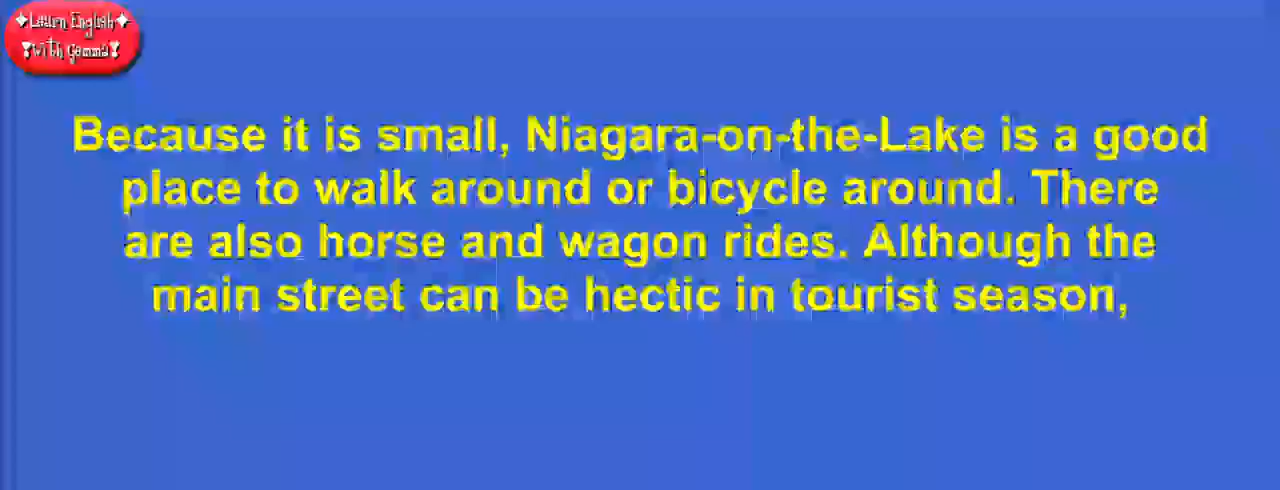 Learn English
with Gemma
Because it is small, Niagara-on-the-Lake is a good
place to walk around or bicycle around. There
are also horse and wagon rides. Although the
main street can be hectic in tourist season,